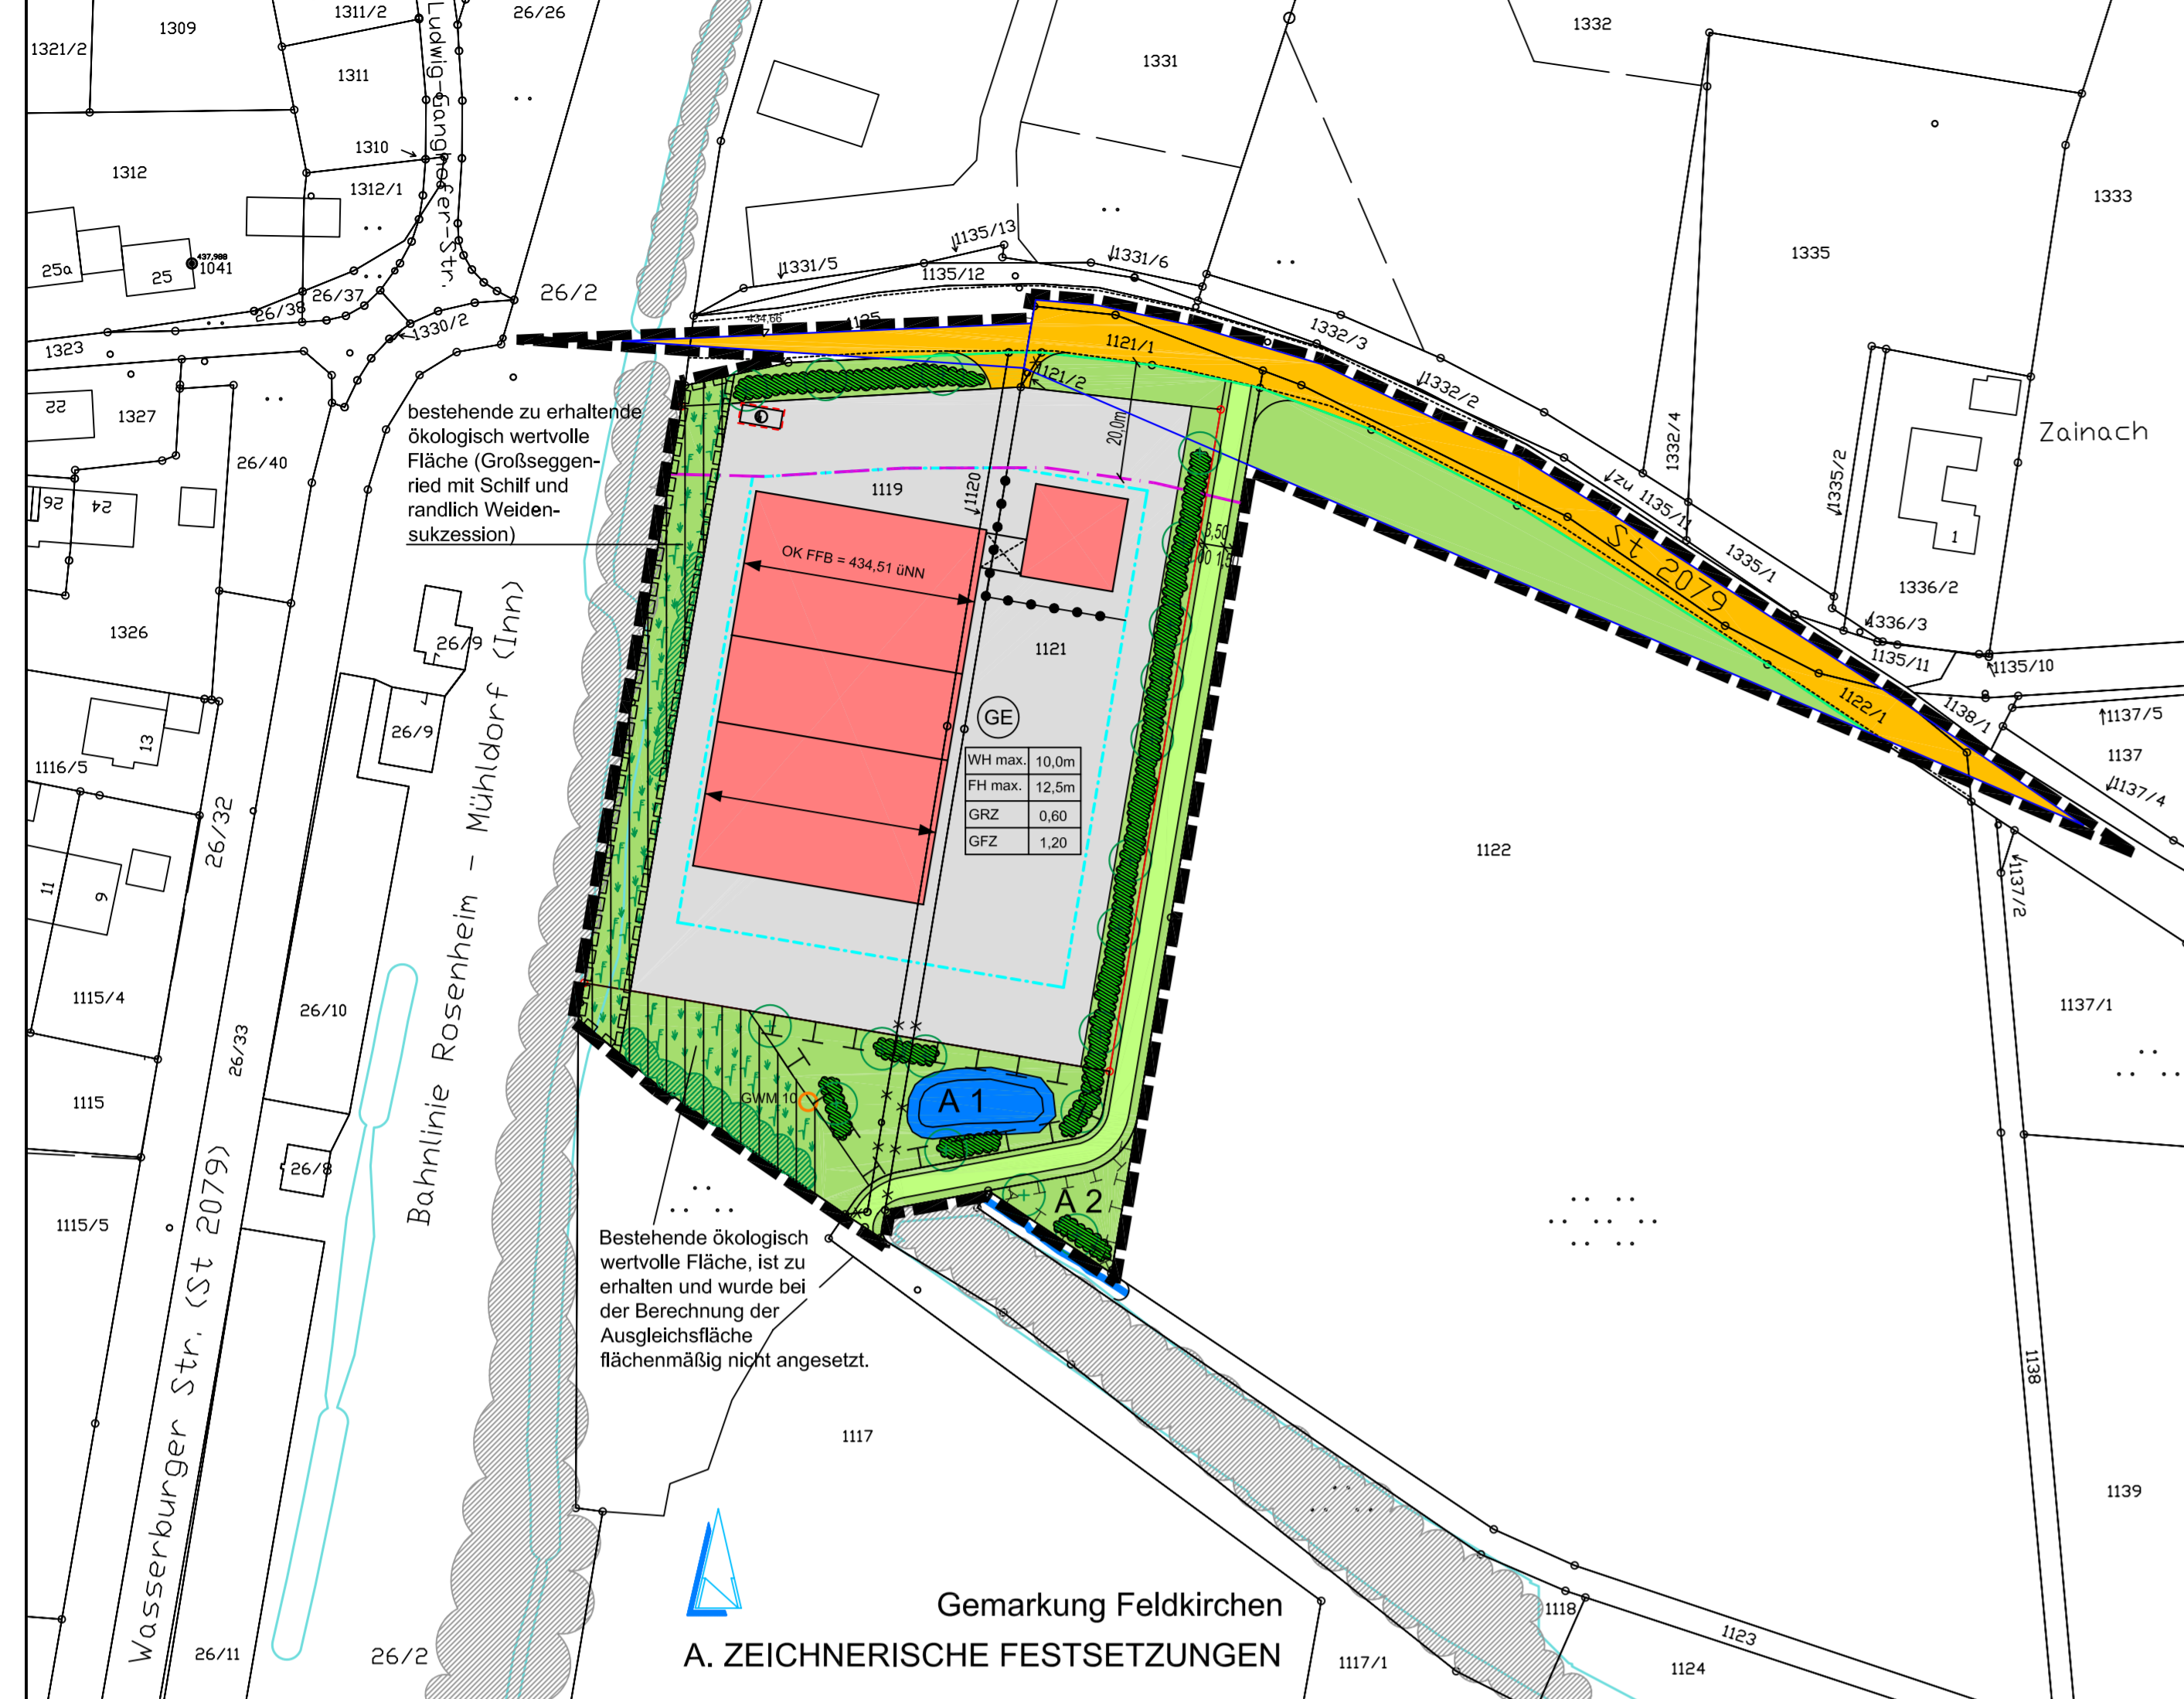 1309
1311/2
26/26
1321/2
1311
Ludwig-Ganghofer-Str.
1331
1332
1310
1312
1312/1
1333
1335
25a
25
437,988
1041
26/37
26/38
1330/2
26/2
1323
1331/5
1135/13
1135/12
1331/6
1332/3
1125
434,66
1121/1
1121/2
1332/2
1332/4
1335/2
Zainach
1
22
1327
26/40
26
24
bestehende zu erhaltende
ökologisch wertvolle
Fläche (Großseggen-
ried mit Schilf und
randlich Weiden-
sukzession)
20,0m
1119
1120
zu 1135/11
St 2079
1335/1
1336/2
1336/3
1135/11
1135/10
OK FFB = 434,51 üNN
3,50
1326
26/9
1121
1122/1
1138/1
1137/5
1137
1137/4
13
26/9
1116/5
GE
WH max. 10,0m
FH max. 12,5m
GRZ 0,60
GFZ 1,20
26/32
1122
11
9
1137/2
Bahnlinie Rosenheim - Mühldorf (Inn)
1115/4
26/10
1137/1
26/33
1115
GWM 10
A 1
26/8
A 2
1115/5
Bestehende ökologisch
wertvolle Fläche, ist zu
erhalten und wurde bei
der Berechnung der
Ausgleichsfläche
flächenmäßig nicht angesetzt.
1138
Wasserburger Str. (St 2079)
1117
1139
Gemarkung Feldkirchen
1118
1123
26/11
26/2
A. ZEICHNERISCHE FESTSETZUNGEN
1117/1
1124